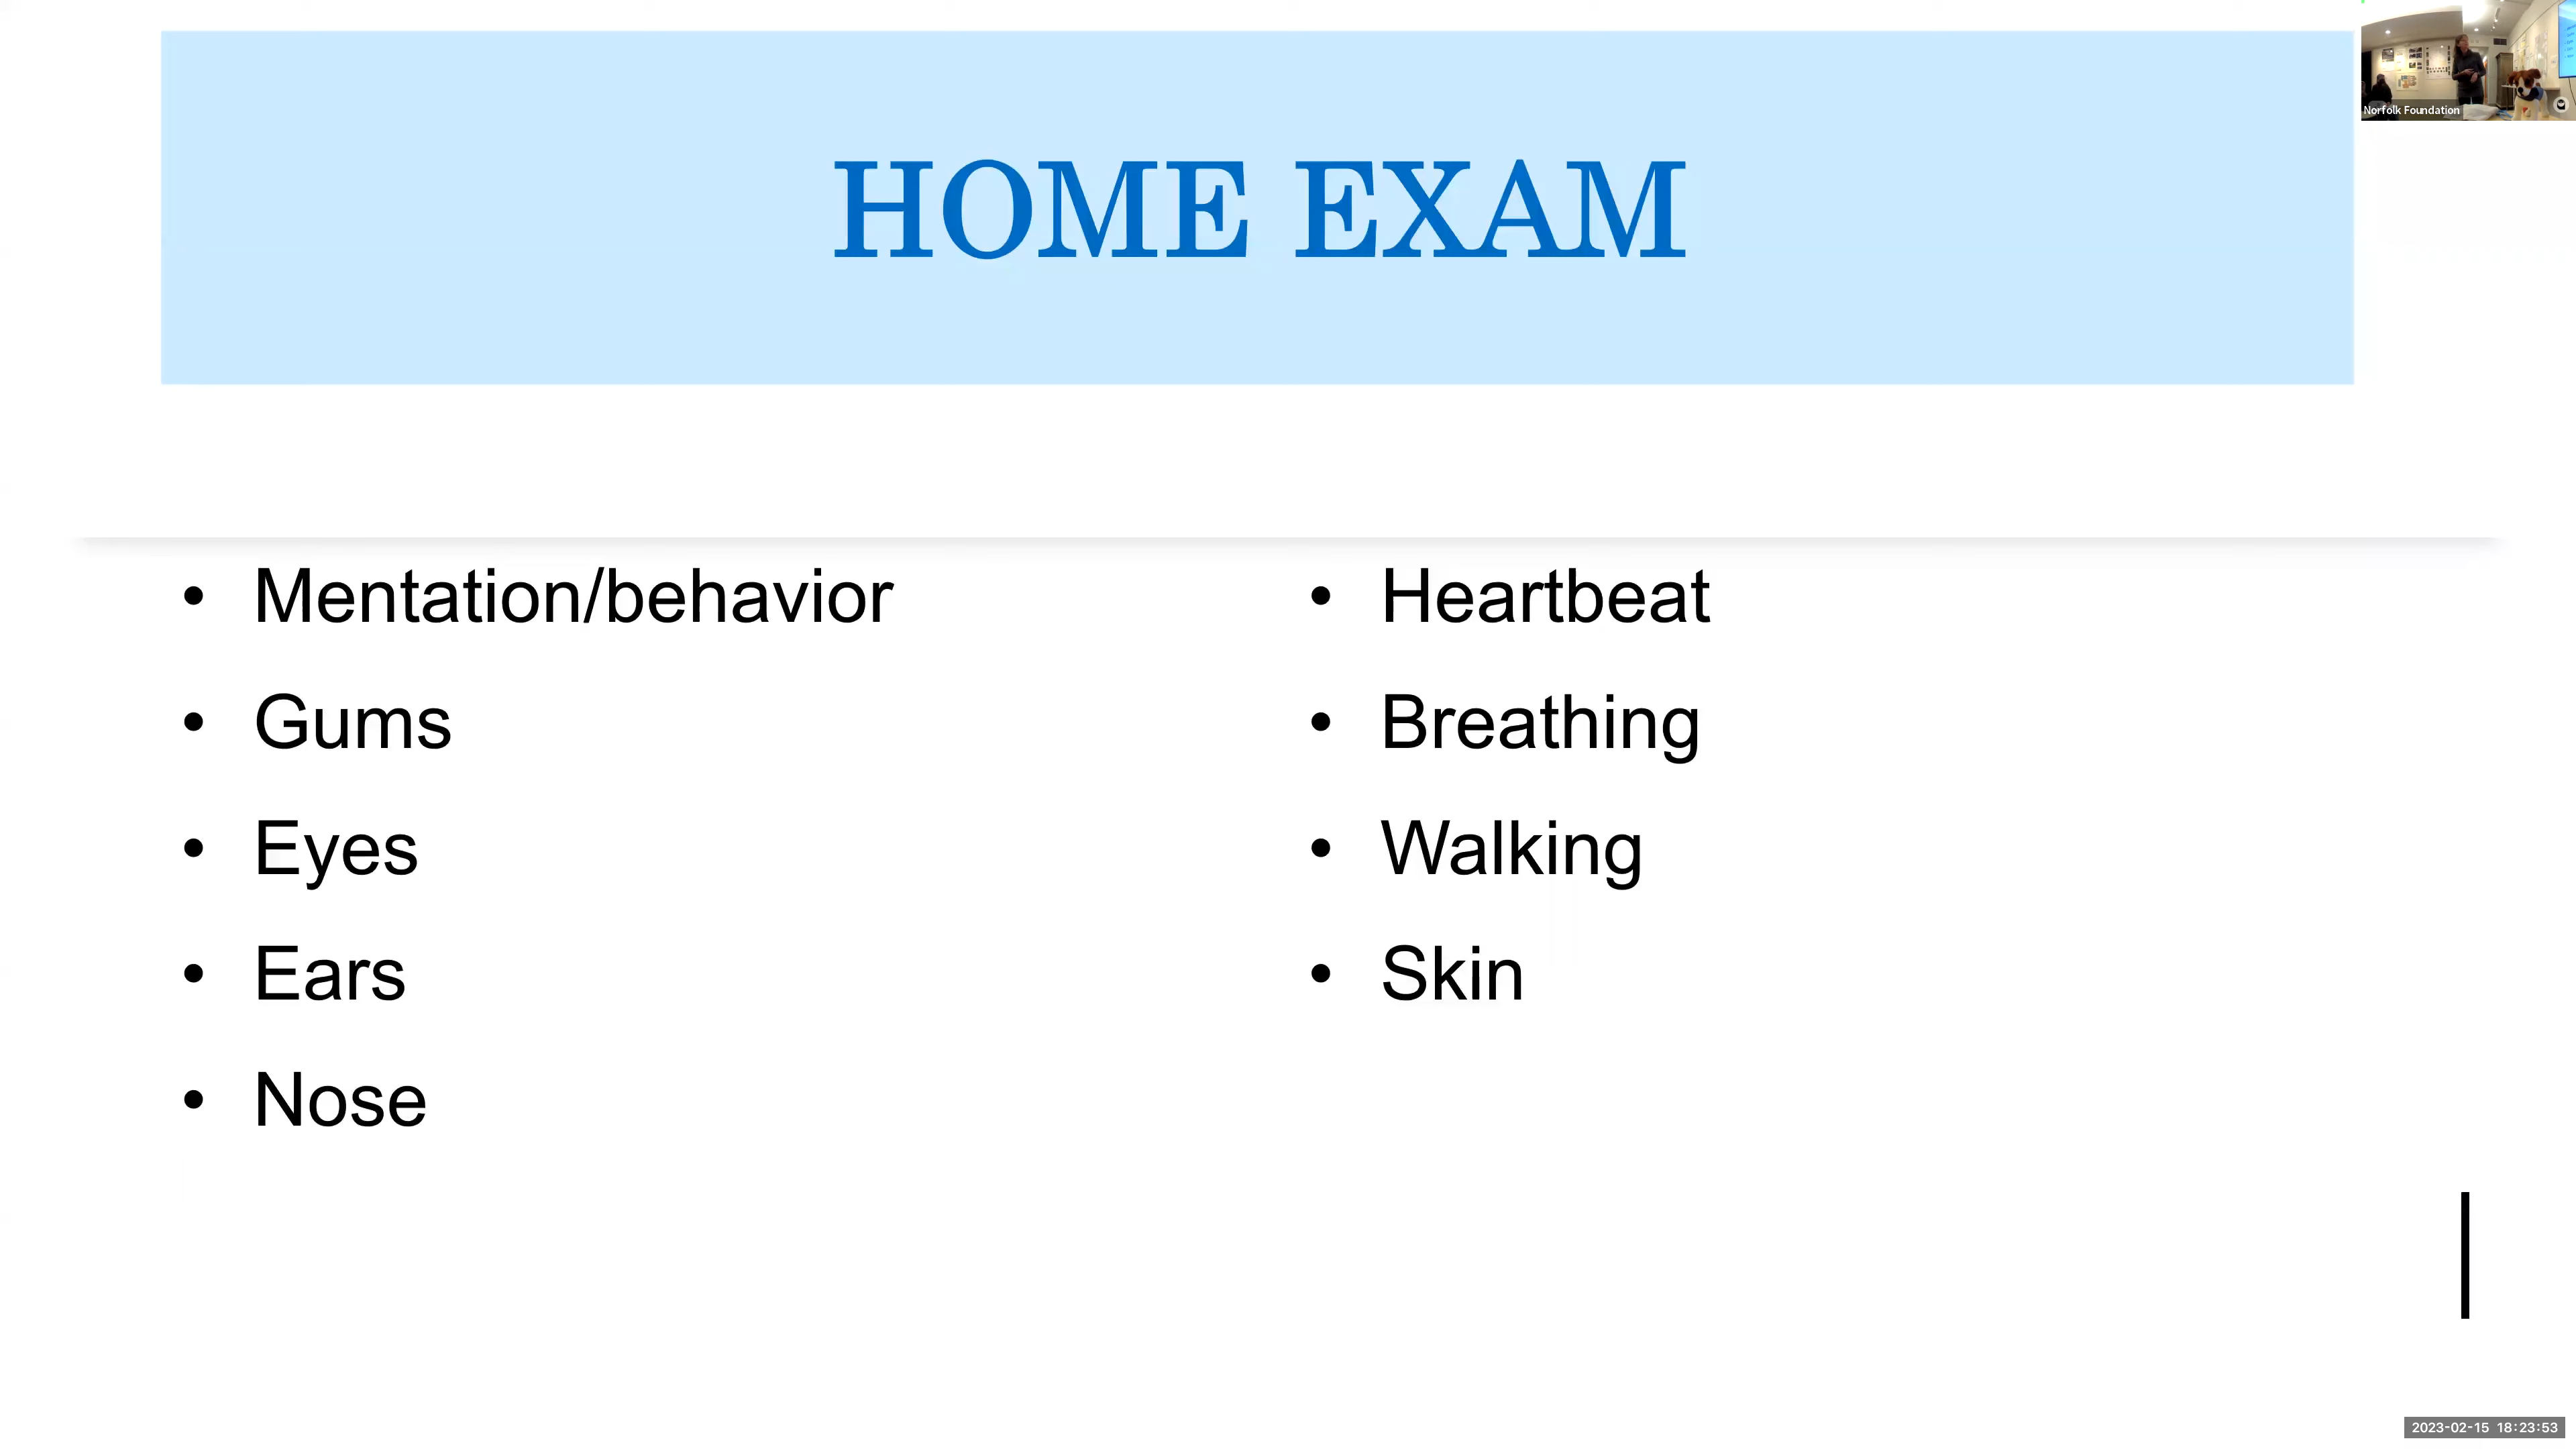 Norfolk Foundation
HOME EXAM
• Mentation/behavior
• Gums
• Eyes
• Ears
• Nose
• Heartbeat
• Breathing
• Walking
• Skin
2023-02-15 18:23:53